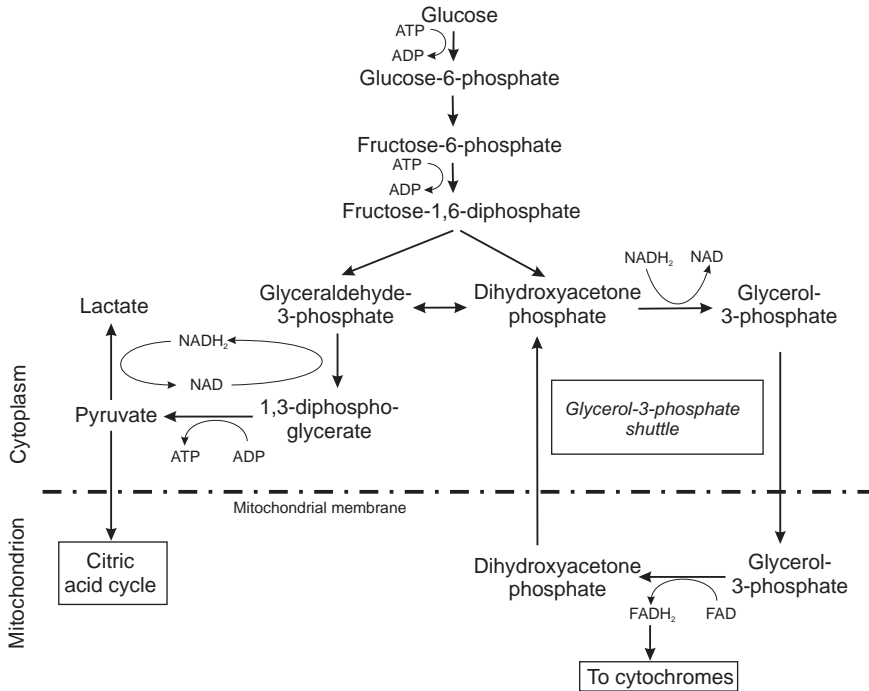 Glucose
ATP
ADP
Glucose-6-phosphate
Fructose-6-phosphate
ATP
ADP
Fructose-1,6-diphosphate
NADH₂ NAD
Glyceraldehyde-
3-phosphate
Dihydroxyacetone
phosphate
Glycerol-
3-phosphate
Lactate
NADH₂
NAD
Pyruvate
1,3-diphospho-
glycerate
ATP ADP
Glycerol-3-phosphate
shuttle
Cytoplasm
Mitochondrial membrane
Mitochondrion
Citric
acid cycle
Dihydroxyacetone
phosphate
Glycerol-
3-phosphate
FADH₂ FAD
To cytochromes